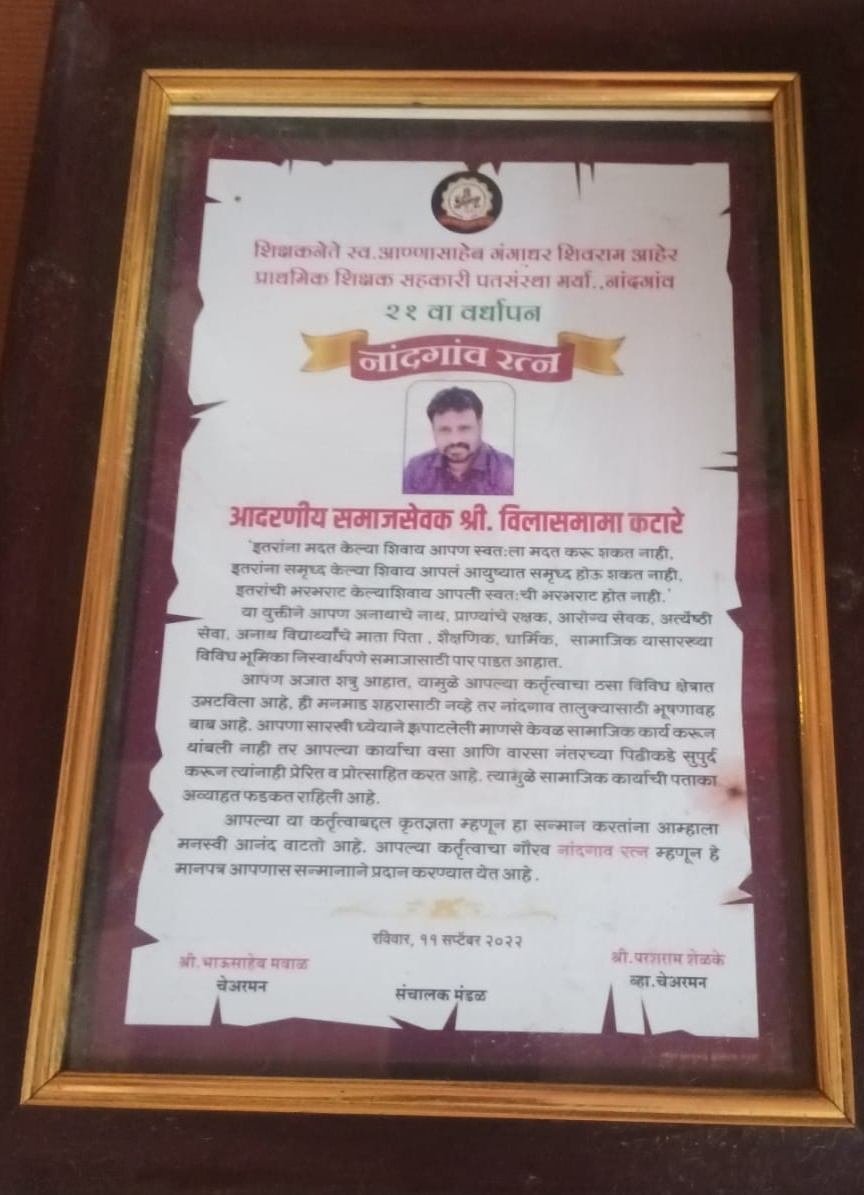 शिक्षकनेते स्व.आण्णासाहेब गंगाधर शिवराम आहेर
प्राथमिक शिक्षक सहकारी पतसंस्था मर्या.,नांदगांव
२१ वा वर्धापन
नांदगांव रत्न
आदरणीय समाजसेवक श्री. विलासमामा कटारे
'इतरांना मदत केल्या शिवाय आपण स्वत:ला मदत करू शकत नाही,
इतरांना समृध्द केल्या शिवाय आपलं आयुष्यात समृध्द होऊ शकत नाही,
इतरांची भरभराट केल्याशिवाय आपली स्वत:ची भरभराट होत नाही.'
या युक्तीने आपण अनाथाचे नाथ, प्राण्यांचे रक्षक, आरोग्य सेवक, अर्त्येष्ठी
सेवा, अनाथ विद्यार्थ्यांचे माता पिता , शैक्षणिक, धार्मिक, सामाजिक यासारख्या
विविध भूमिका निस्वार्थपणे समाजासाठी पार पाडत आहात.
आपण अजात शत्रु आहात, यामुळे आपल्या कर्तृत्वाचा ठसा विविध क्षेत्रात
उमटविला आहे, ही मनमाड शहरासाठी नव्हे तर नांदगाव तालुक्यासाठी भूषणावह
बाब आहे. आपणा सारखी ध्येयाने झपाटलेली माणसे केवळ सामाजिक कार्य करून
थांबली नाही तर आपल्या कार्याचा वसा आणि वारसा नंतरच्या पिढीकडे सुपुर्द
करून त्यांनाही प्रेरित व प्रोत्साहित करत आहे. त्यामुळे सामाजिक कार्याची पताका
अव्याहत फडकत राहिली आहे.
आपल्या या कर्तृत्वाबद्दल कृतज्ञता म्हणून हा सन्मान करतांना आम्हाला
मनस्वी आनंद वाटतो आहे. आपल्या कर्तृत्वाचा गौरव नांदगाव रत्न म्हणून हे
मानपत्र आपणास सन्मानााने प्रदान करण्यात येत आहे.
रविवार, ११ सप्टेंबर २०२२
श्री.भाऊसाहेब मवाळ
चेअरमन
संचालक मंडळ
श्री.परशराम शेळके
व्हा.चेअरमन